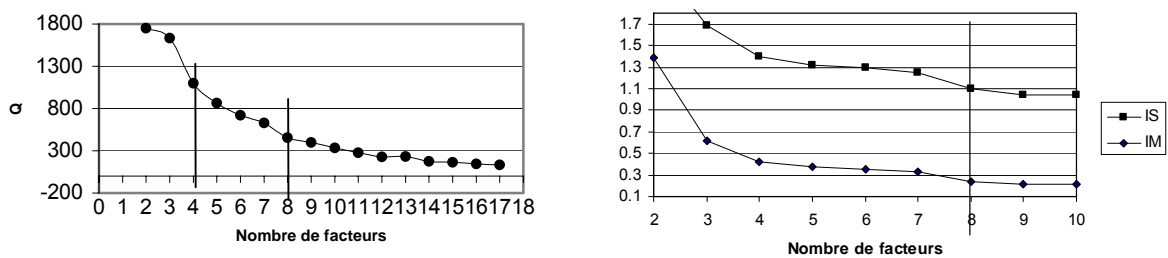 1800
1300
800
300
-200
Q
0 1 2 3 4 5 6 7 8 9 10 11 12 13 14 15 16 17 18
Nombre de facteurs
1.7
1.5
1.3
1.1
0.9
0.7
0.5
0.3
0.1
2 3 4 5 6 7 8 9 10
Nombre de facteurs
IS
IM